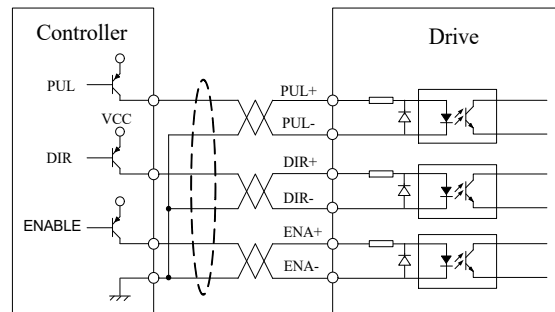 Controller
Drive
PUL
PUL+
VCC
PUL-
DIR
DIR+
DIR-
ENABLE
ENA+
ENA-